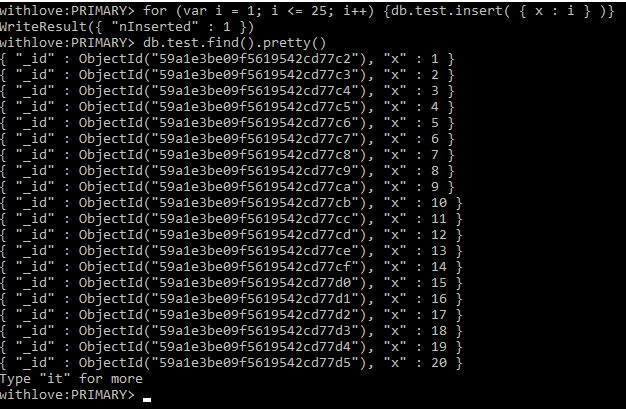 withlove:PRIMARY> for (var i = 1; i <= 25; i++) {db.test.insert( { x : i } )}
WriteResult({ "nInserted" : 1 })
withlove:PRIMARY> db.test.find().pretty()
{ "_id" : ObjectId("59a1e3be09f5619542cd77c2"), "x" : 1 }
{ "_id" : ObjectId("59a1e3be09f5619542cd77c3"), "x" : 2 }
{ "_id" : ObjectId("59a1e3be09f5619542cd77c4"), "x" : 3 }
{ "_id" : ObjectId("59a1e3be09f5619542cd77c5"), "x" : 4 }
{ "_id" : ObjectId("59a1e3be09f5619542cd77c6"), "x" : 5 }
{ "_id" : ObjectId("59a1e3be09f5619542cd77c7"), "x" : 6 }
{ "_id" : ObjectId("59a1e3be09f5619542cd77c8"), "x" : 7 }
{ "_id" : ObjectId("59a1e3be09f5619542cd77c9"), "x" : 8 }
{ "_id" : ObjectId("59a1e3be09f5619542cd77ca"), "x" : 9 }
{ "_id" : ObjectId("59a1e3be09f5619542cd77cb"), "x" : 10 }
{ "_id" : ObjectId("59a1e3be09f5619542cd77cc"), "x" : 11 }
{ "_id" : ObjectId("59a1e3be09f5619542cd77cd"), "x" : 12 }
{ "_id" : ObjectId("59a1e3be09f5619542cd77ce"), "x" : 13 }
{ "_id" : ObjectId("59a1e3be09f5619542cd77cf"), "x" : 14 }
{ "_id" : ObjectId("59a1e3be09f5619542cd77d0"), "x" : 15 }
{ "_id" : ObjectId("59a1e3be09f5619542cd77d1"), "x" : 16 }
{ "_id" : ObjectId("59a1e3be09f5619542cd77d2"), "x" : 17 }
{ "_id" : ObjectId("59a1e3be09f5619542cd77d3"), "x" : 18 }
{ "_id" : ObjectId("59a1e3be09f5619542cd77d4"), "x" : 19 }
{ "_id" : ObjectId("59a1e3be09f5619542cd77d5"), "x" : 20 }
Type "it" for more
withlove:PRIMARY>